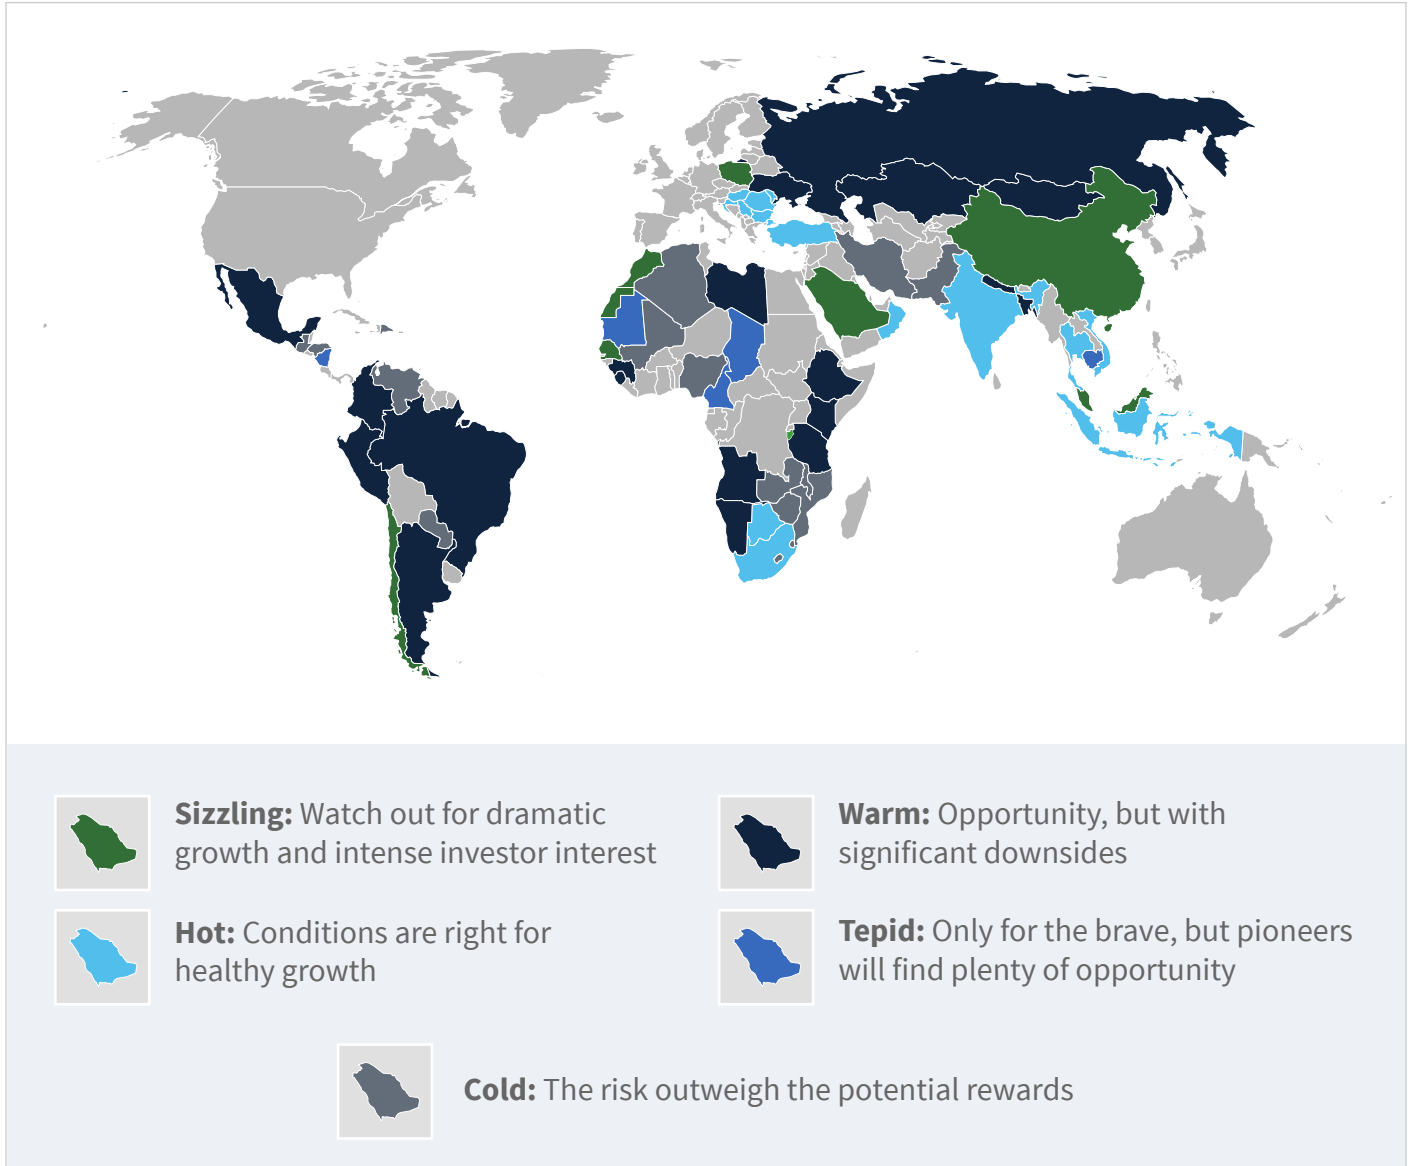 Sizzling: Watch out for dramatic
growth and intense investor interest
Warm: Opportunity, but with
significant downsides
Hot: Conditions are right for
healthy growth
Tepid: Only for the brave, but pioneers
will find plenty of opportunity
Cold: The risk outweigh the potential rewards